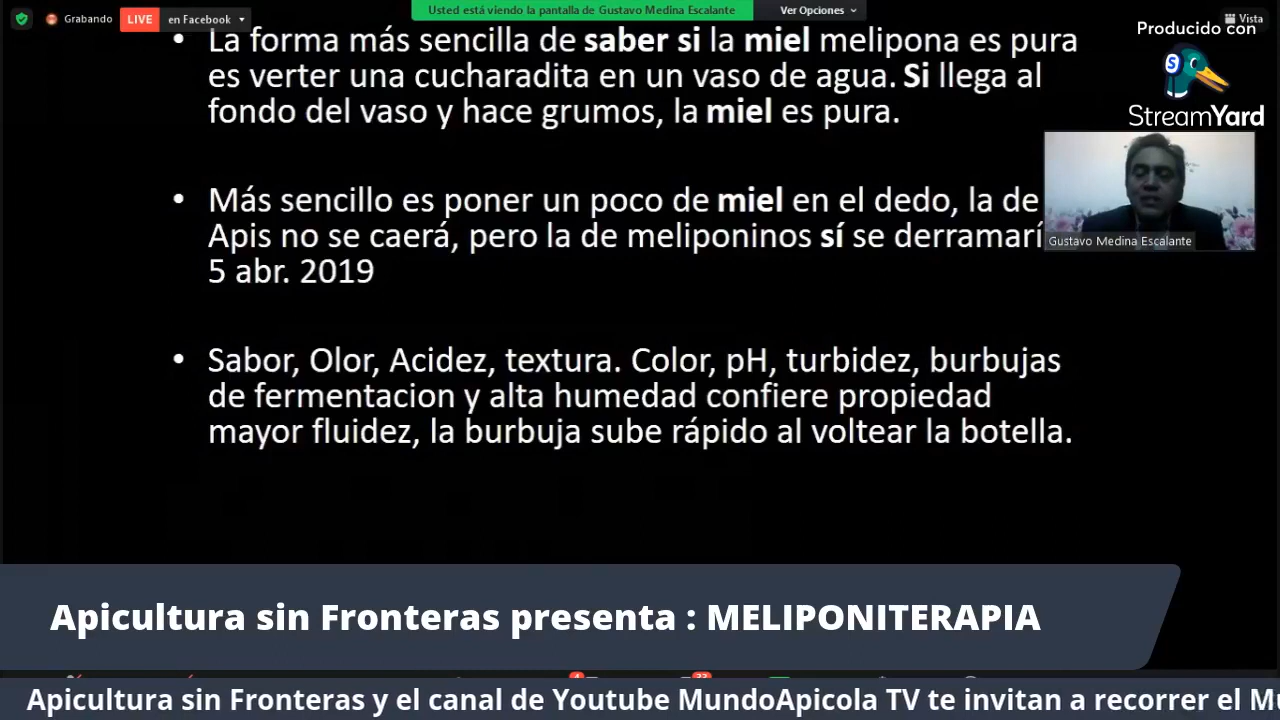 Grabando
LIVE
en Facebook
Usted está viendo la pantalla de Gustavo Medina Escalante
Ver Opciones
Vista
Producido con
StreamYard
• La forma más sencilla de saber si la miel melipona es pura
es verter una cucharadita en un vaso de agua. Si llega al
fondo del vaso y hace grumos, la miel es pura.
Gustavo Medina Escalante
• Más sencillo es poner un poco de miel en el dedo, la de
Apis no se caerá, pero la de meliponinos sí se derramarí
5 abr. 2019
• Sabor, Olor, Acidez, textura. Color, pH, turbidez, burbujas
de fermentacion y alta humedad confiere propiedad
mayor fluidez, la burbuja sube rápido al voltear la botella.
Apicultura sin Fronteras presenta : MELIPONITERAPIA
Apicultura sin Fronteras y el canal de Youtube MundoApicola TV te invitan a recorrer el Mu